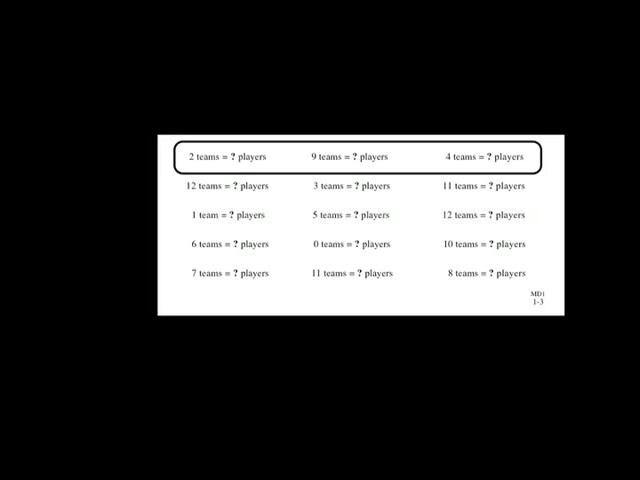 2 teams = ? players 9 teams = ? players 4 teams = ? players
12 teams = ? players 3 teams = ? players 11 teams = ? players
1 team = ? players 5 teams = ? players 12 teams = ? players
6 teams = ? players 0 teams = ? players 10 teams = ? players
7 teams = ? players 11 teams = ? players 8 teams = ? players
MD1
1-3